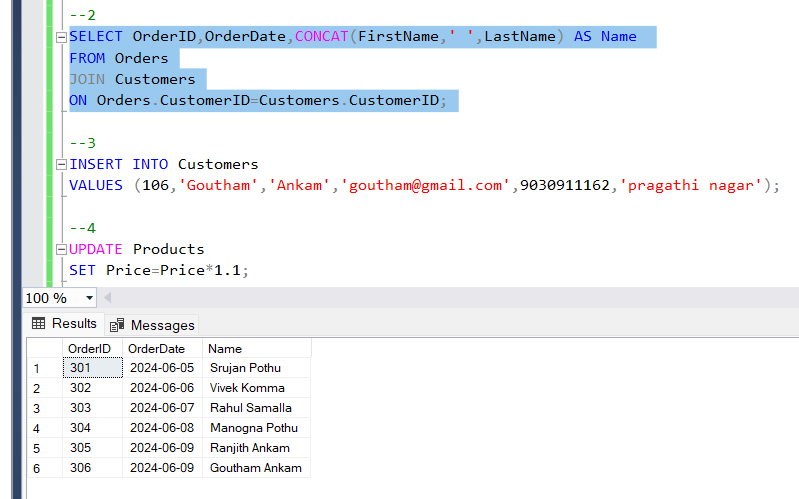 --2
SELECT OrderID,OrderDate,CONCAT(FirstName,' ',LastName) AS Name
FROM Orders
JOIN Customers
ON Orders.CustomerID=Customers.CustomerID;
--3
INSERT INTO Customers
VALUES (106,'Goutham','Ankam','goutham@gmail.com',9030911162,'pragathi nagar');
--4
UPDATE Products
SET Price=Price*1.1;
100 %
Results Messages
OrderID OrderDate Name
1 301 2024-06-05 Srujan Pothu
2 302 2024-06-06 Vivek Komma
3 303 2024-06-07 Rahul Samalla
4 304 2024-06-08 Manogna Pothu
5 305 2024-06-09 Ranjith Ankam
6 306 2024-06-09 Goutham Ankam